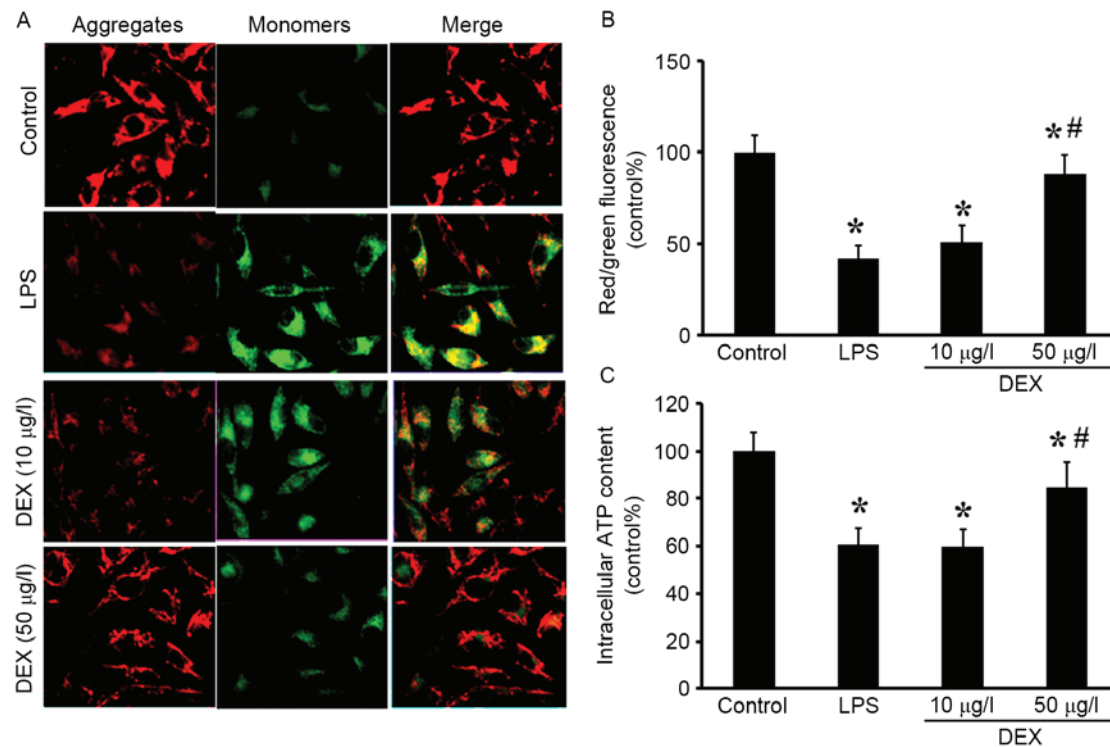 A
Aggregates Monomers Merge
Control
LPS
DEX (10 µg/l)
DEX (50 µg/l)
B
Red/green fluorescence
(control%)
150
100
50
0
* * *#
Control LPS 10 µg/l 50 µg/l
DEX
C
Intracellular ATP content
(control%)
120
100
80
60
40
20
0
* * *#
Control LPS 10 µg/l 50 µg/l
DEX